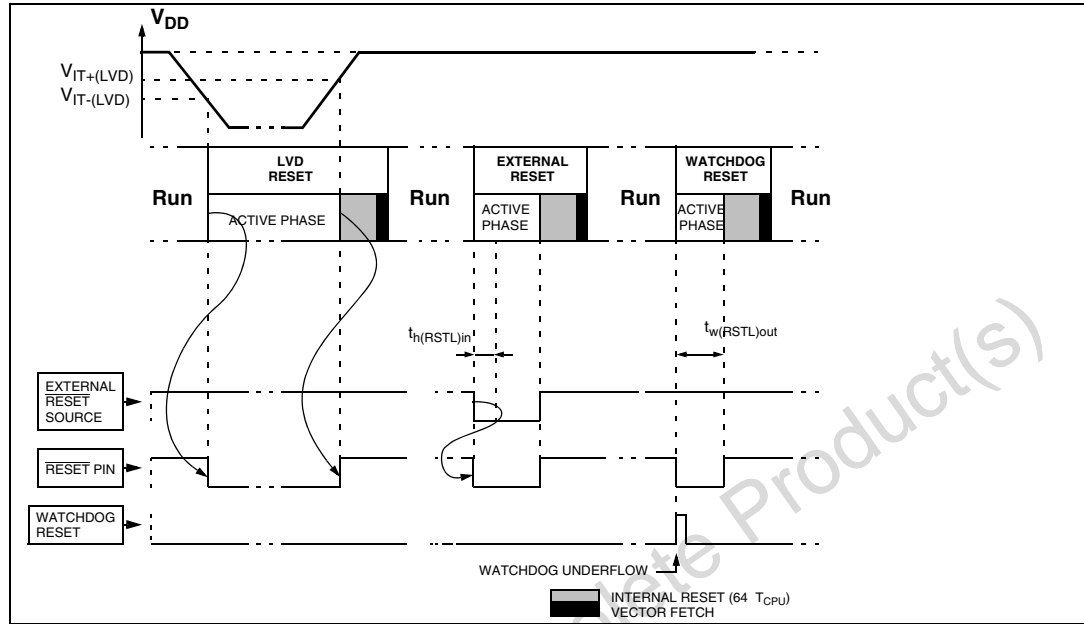 VDD
VIT+(LVD)
VIT-(LVD)
LVD
RESET
EXTERNAL
RESET
WATCHDOG
RESET
Run
Run
Run
Run
ACTIVE PHASE
ACTIVE
PHASE
ACTIVE
PHASE
th(RSTL)in
tw(RSTL)out
EXTERNAL
RESET
SOURCE
RESET PIN
WATCHDOG
RESET
WATCHDOG UNDERFLOW
INTERNAL RESET (64 TCPU)
VECTOR FETCH
lete Product(s)